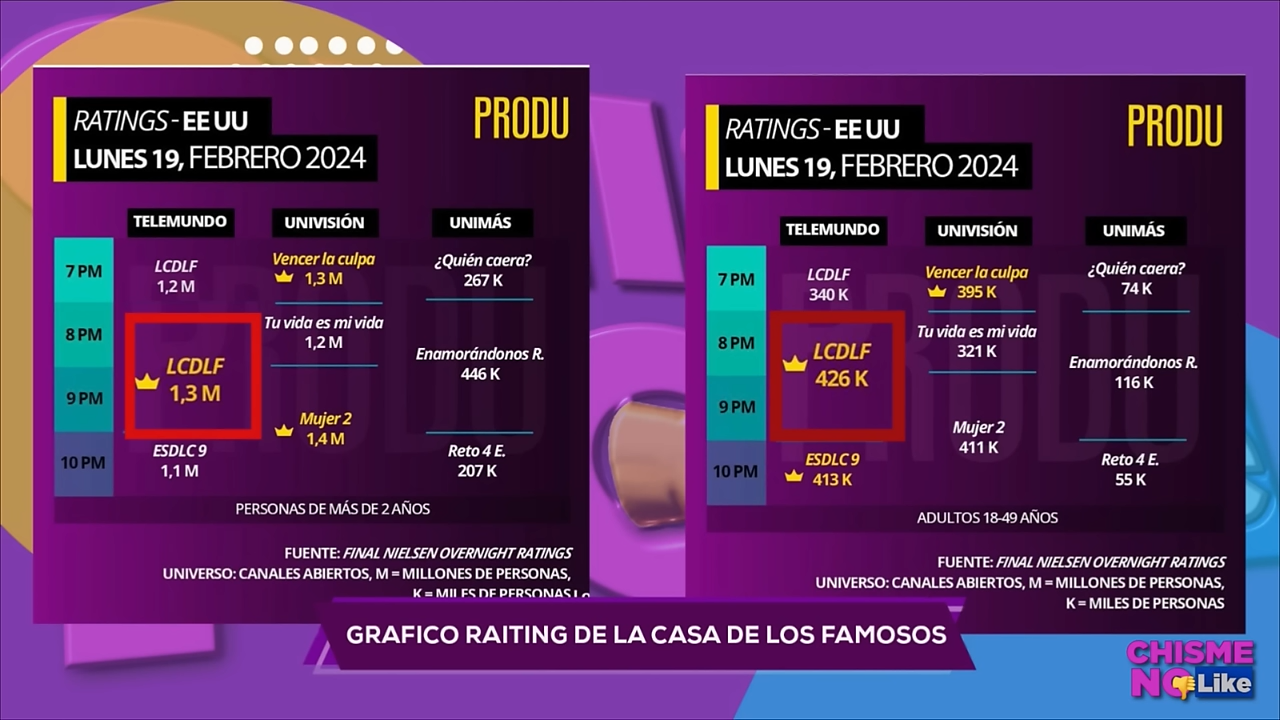 RATINGS - EE UU
LUNES 19, FEBRERO 2024
PRODU
TELEMUNDO
UNIVISIÓN
UNIMÁS
7 PM
LCDLF
1,2 M
Vencer la culpa
1,3 M
¿Quién caera?
267 K
8 PM
Tu vida es mi vida
1,2 M
LCDLF
1,3 M
Enamorándonos R.
446 K
9 PM
Mujer 2
1,4 M
10 PM
ESDLC 9
1,1 M
Reto 4 E.
207 K
PERSONAS DE MÁS DE 2 AÑOS
FUENTE: FINAL NIELSEN OVERNIGHT RATINGS
UNIVERSO: CANALES ABIERTOS, M = MILLONES DE PERSONAS,
K = MILES DE PERSONAS
RATINGS - EE UU
LUNES 19, FEBRERO 2024
PRODU
TELEMUNDO
UNIVISIÓN
UNIMÁS
7 PM
LCDLF
340 K
Vencer la culpa
395 K
¿Quién caera?
74 K
8 PM
Tu vida es mi vida
321 K
LCDLF
426 K
Enamorándonos R.
116 K
9 PM
Mujer 2
411 K
10 PM
ESDLC 9
413 K
Reto 4 E.
55 K
ADULTOS 18-49 AÑOS
FUENTE: FINAL NIELSEN OVERNIGHT RATINGS
UNIVERSO: CANALES ABIERTOS, M = MILLONES DE PERSONAS,
K = MILES DE PERSONAS
GRAFICO RAITING DE LA CASA DE LOS FAMOSOS
CHISME
NO Like